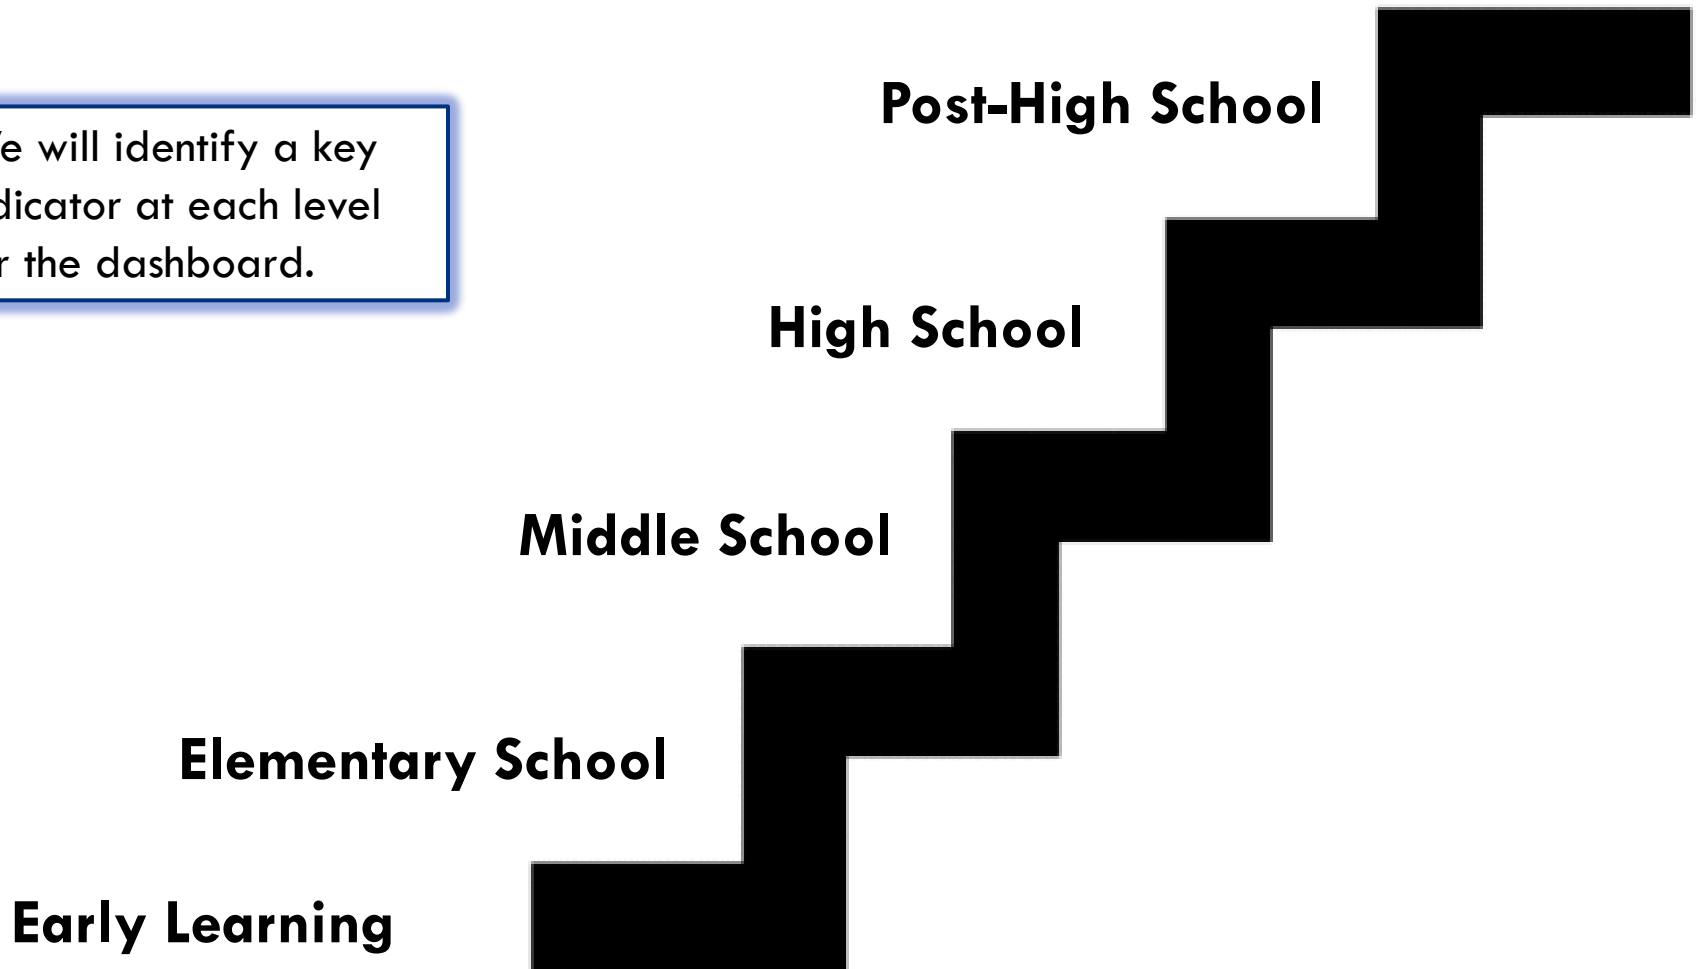 Post-High School
e will identify a key
dicator at each level
r the dashboard.
High School
Middle School
Elementary School
Early Learning